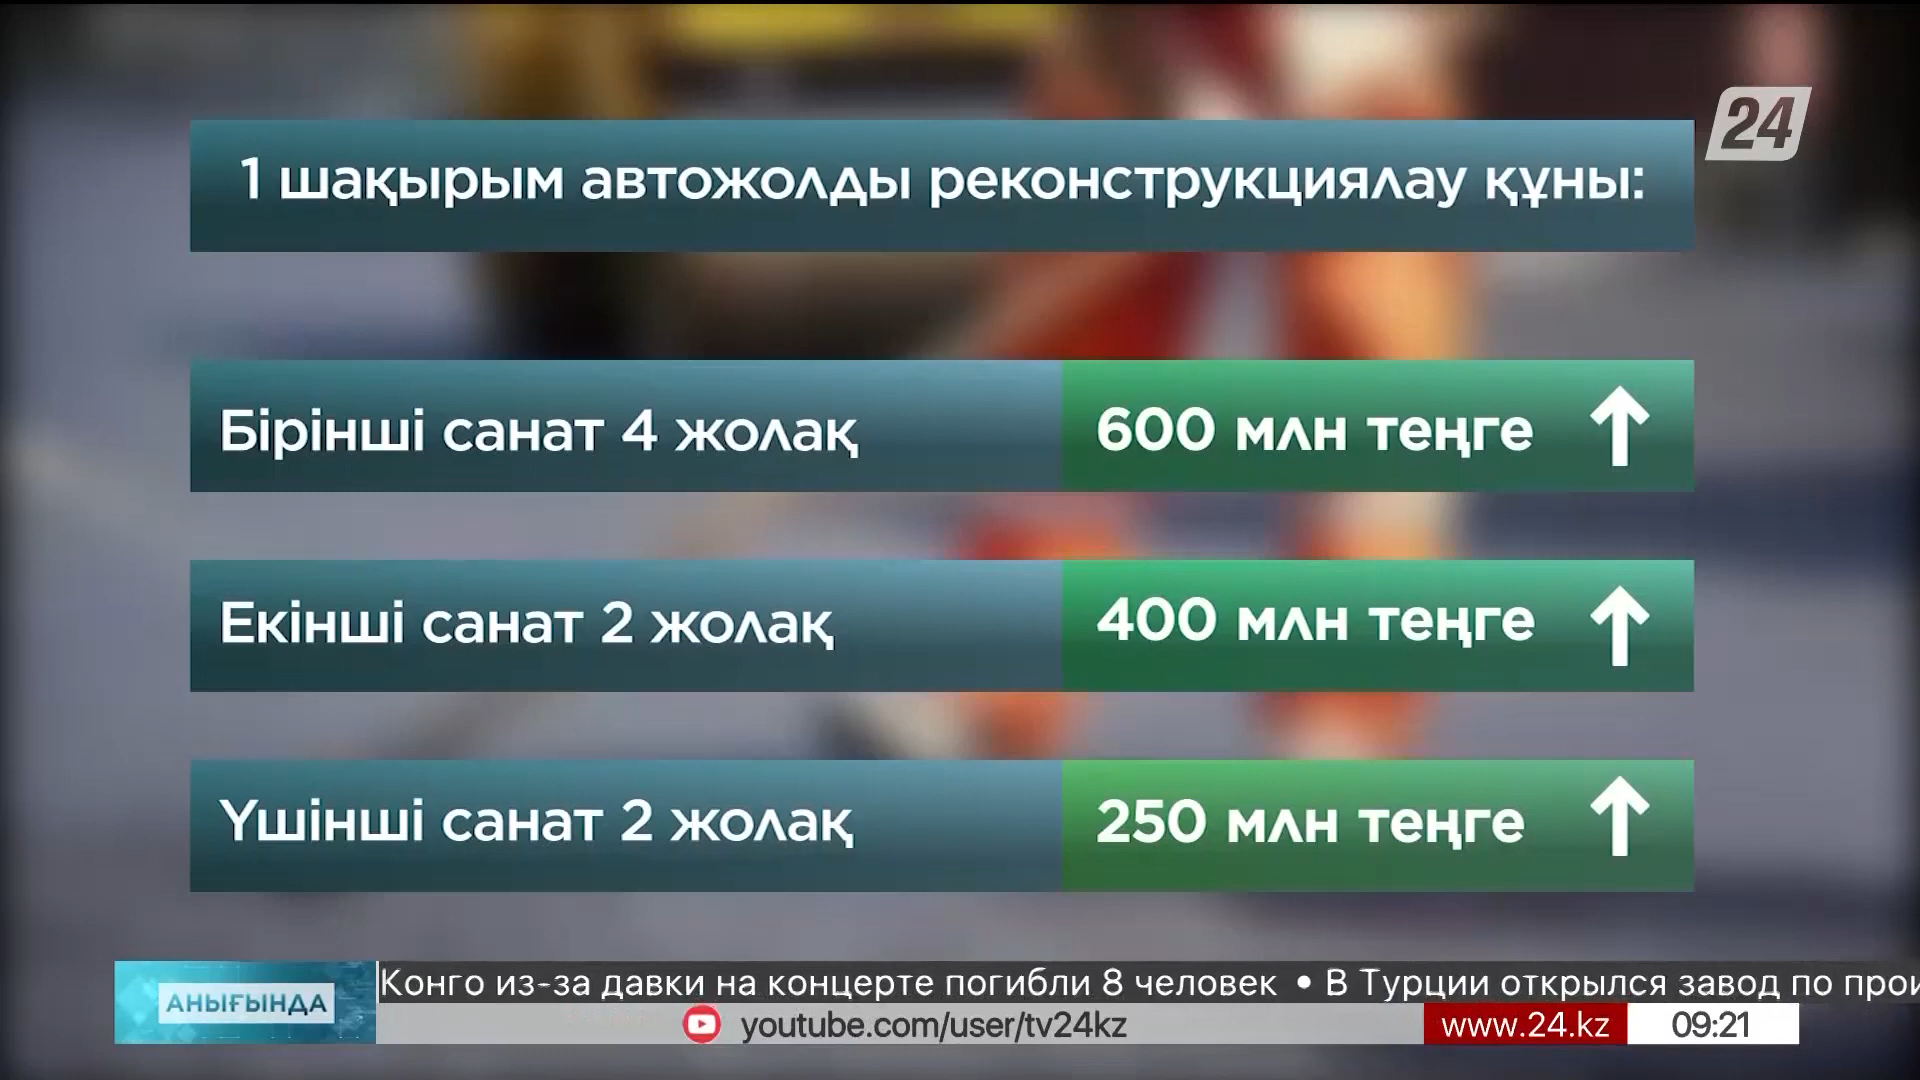 24
1 шақырым автожолды реконструкциялау құны:
Бірінші санат 4 жолақ 600 млн теңге ↑
Екінші санат 2 жолақ 400 млн теңге ↑
Үшінші санат 2 жолақ 250 млн теңге ↑
АНЫҒЫНДА
Конго из-за давки на концерте погибли 8 человек • В Турции открылся завод по прои
youtube.com/user/tv24kz
www.24.kz
09:21